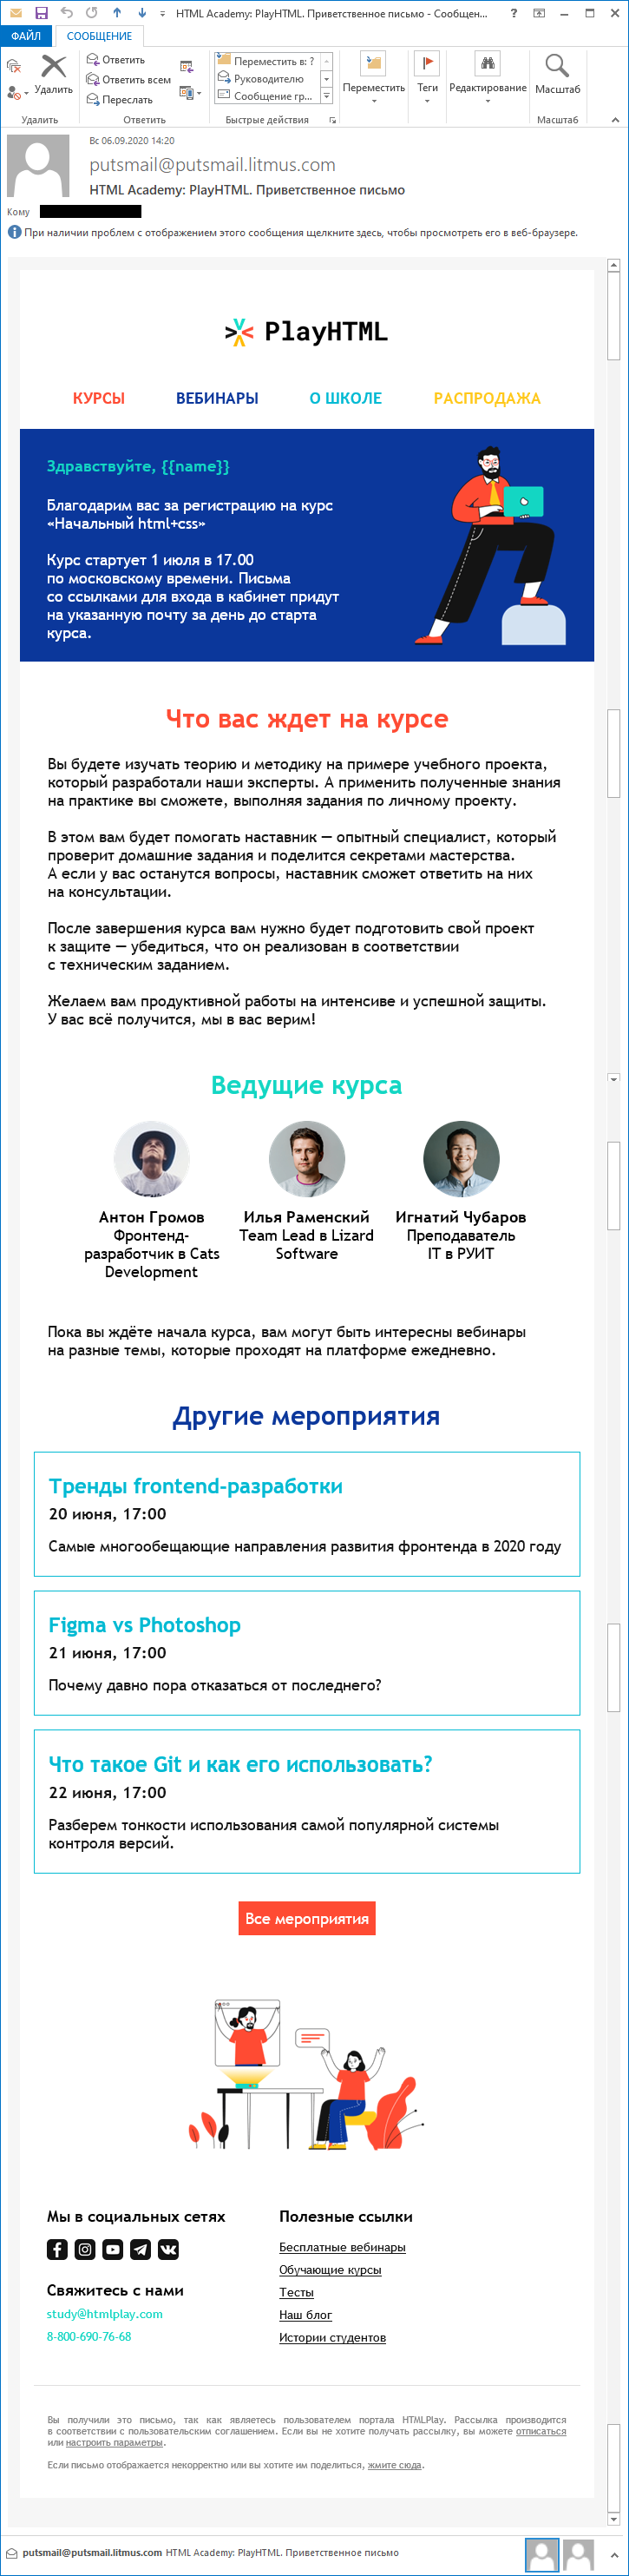 HTML Academy: PlayHTML. Приветственное письмо - Сообщен...
ФАЙЛ
СООБЩЕНИЕ
Удалить
Ответить
Ответить всем
Переслать
Переместить в: ?
Руководителю
Сообщение гр...
Переместить
Теги
Редактирование
Масштаб
Удалить
Ответить
Быстрые действия
Масштаб
Вс 06.09.2020 14:20
putsmail@putsmail.litmus.com
HTML Academy: PlayHTML. Приветственное письмо
Кому
При наличии проблем с отображением этого сообщения щелкните здесь, чтобы просмотреть его в веб-браузере.
PlayHTML
КУРСЫ ВЕБИНАРЫ О ШКОЛЕ РАСПРОДАЖА
Здравствуйте, {{name}}
Благодарим вас за регистрацию на курс
«Начальный html+css»
Курс стартует 1 июля в 17.00
по московскому времени. Письма
со ссылками для входа в кабинет придут
на указанную почту за день до старта
курса.
Что вас ждет на курсе
Вы будете изучать теорию и методику на примере учебного проекта,
который разработали наши эксперты. А применить полученные знания
на практике вы сможете, выполняя задания по личному проекту.
В этом вам будет помогать наставник — опытный специалист, который
проверит домашние задания и поделится секретами мастерства.
А если у вас останутся вопросы, наставник сможет ответить на них
на консультации.
После завершения курса вам нужно будет подготовить свой проект
к защите — убедиться, что он реализован в соответствии
с техническим заданием.
Желаем вам продуктивной работы на интенсиве и успешной защиты.
У вас всё получится, мы в вас верим!
Ведущие курса
Антон Громов
Фронтенд-
разработчик в Cats
Development
Илья Раменский
Team Lead в Lizard
Software
Игнатий Чубаров
Преподаватель
IT в РУИТ
Пока вы ждёте начала курса, вам могут быть интересны вебинары
на разные темы, которые проходят на платформе ежедневно.
Другие мероприятия
Тренды frontend-разработки
20 июня, 17:00
Самые многообещающие направления развития фронтенда в 2020 году
Figma vs Photoshop
21 июня, 17:00
Почему давно пора отказаться от последнего?
Что такое Git и как его использовать?
22 июня, 17:00
Разберем тонкости использования самой популярной системы
контроля версий.
Все мероприятия
Мы в социальных сетях
Свяжитесь с нами
study@htmlplay.com
8-800-690-76-68
Полезные ссылки
Бесплатные вебинары
Обучающие курсы
Тесты
Наш блог
Истории студентов
Вы получили это письмо, так как являетесь пользователем портала HTMLPlay. Рассылка производится
в соответствии с пользовательским соглашением. Если вы не хотите получать рассылку, вы можете отписаться
или настроить параметры.
Если письмо отображается некорректно или вы хотите им поделиться, жмите сюда.
putsmail@putsmail.litmus.com HTML Academy: PlayHTML. Приветственное письмо